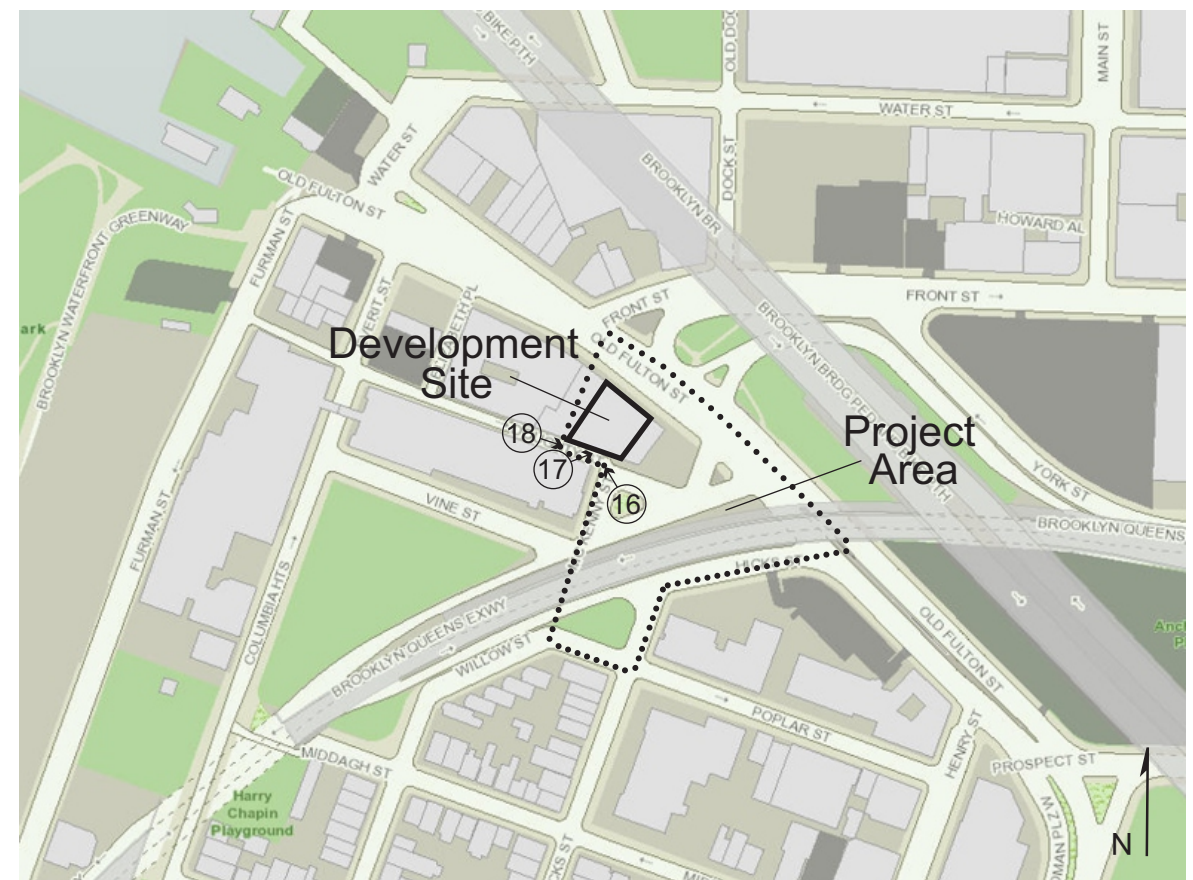 BIKE PTH
OLD DOC
MAIN ST
WATER ST
WATER ST
DOCK ST
BROOKLYN BR
OLD FULTON ST
BROOKLYN WATERFRONT GREENWAY
FURMAN ST
HOWARD AL
FRONT ST
FRONT ST
ark
Development
Site
OLD FULTON ST
BROOKLYN BRDG PED
Project
Area
18
17
16
VINE ST
YORK ST
BROOKLYN QUEENS
FURMAN ST
COLUMBIA HTS
HICKS ST
BROOKLYN QUEENS EXWY
WILLOW ST
OLD FULTON ST
POPLAR ST
HENRY ST
MIDDAGH ST
PROSPECT ST
Harry
Chapin
Playground
N